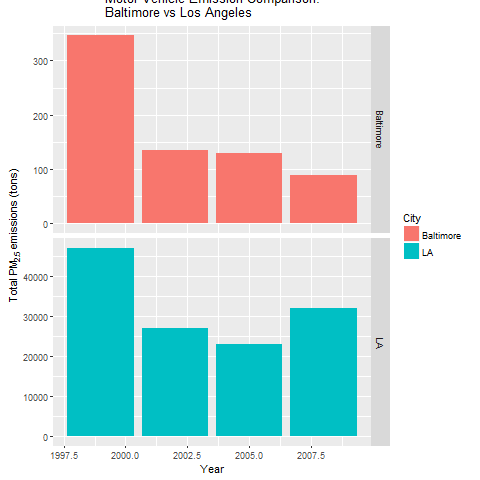 Motor Vehicle Emission Comparison:
Baltimore vs Los Angeles
300
200
100
0
Baltimore
40000
30000
20000
10000
0
LA
Total PM2.5 emissions (tons)
1997.5 2000.0 2002.5 2005.0 2007.5
Year
City
Baltimore
LA